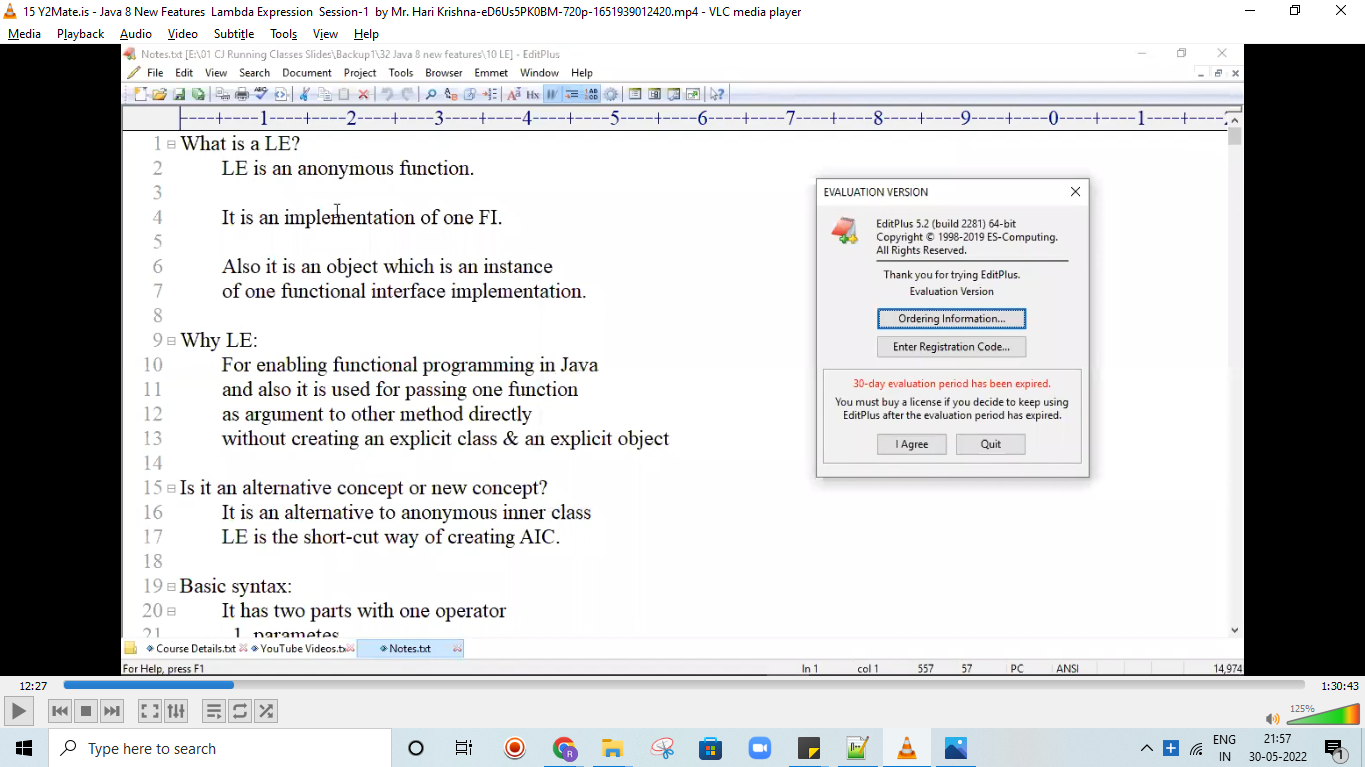 15 Y2Mate.is - Java 8 New Features  Lambda Expression  Session-1  by Mr. Hari Krishna-eD6Us5PK0BM-720p-1651939012420.mp4 - VLC media player
Media Playback Audio Video Subtitle Tools View Help
Notes.txt [E:\01 CJ Running Classes Slides\Backup1\32 Java 8 new features\10 LE] - EditPlus
File Edit View Search Document Project Tools Browser Emmet Window Help
----+----1----+----2----+----3----+----4----+----5----+----6----+----7----+----8----+----9----+----0----+----1----+----2
1 What is a LE?
2 LE is an anonymous function.
3
4 It is an implementation of one FI.
5
6 Also it is an object which is an instance
7 of one functional interface implementation.
8
9 Why LE:
10 For enabling functional programming in Java
11 and also it is used for passing one function
12 as argument to other method directly
13 without creating an explicit class & an explicit object
14
15 Is it an alternative concept or new concept?
16 It is an alternative to anonymous inner class
17 LE is the short-cut way of creating AIC.
18
19 Basic syntax:
20 It has two parts with one operator
21 1. parametes
EVALUATION VERSION
EditPlus 5.2 (build 2281) 64-bit
Copyright © 1998-2019 ES-Computing.
All Rights Reserved.
Thank you for trying EditPlus.
Evaluation Version
Ordering Information...
Enter Registration Code...
30-day evaluation period has been expired.
You must buy a license if you decide to keep using
EditPlus after the evaluation period has expired.
I Agree Quit
Course Details.txt YouTube Videos.tx Notes.txt
For Help, press F1 ln 1 col 1 557 57 PC ANSI 14,974
12:27 1:30:43
125%
Type here to search
ENG
IN
21:57
30-05-2022
1